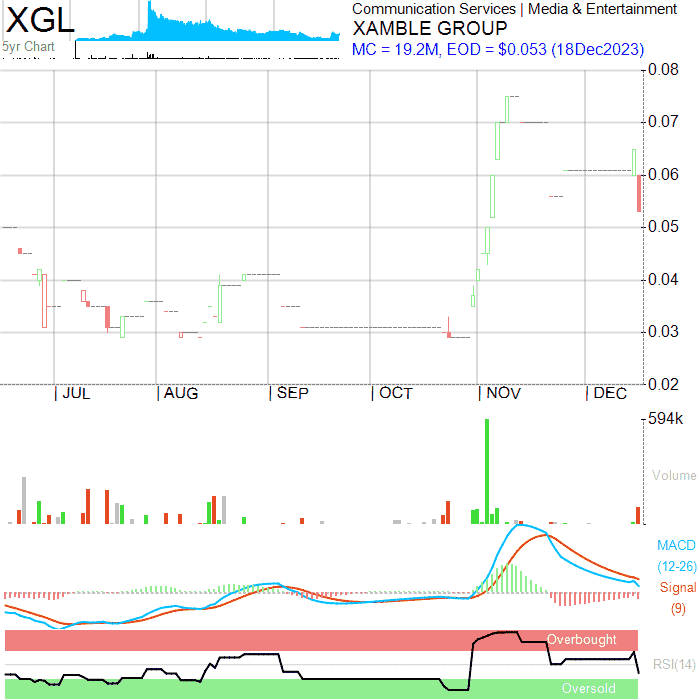 XGL
5yr Chart
Communication Services | Media & Entertainment
XAMBLE GROUP
MC = 19.2M, EOD = $0.053 (18Dec2023)
0.08
0.07
0.06
0.05
0.04
0.03
0.02
JUL
AUG
SEP
OCT
NOV
DEC
594k
Volume
MACD
(12-26)
Signal
(9)
Overbought
RSI(14)
Oversold